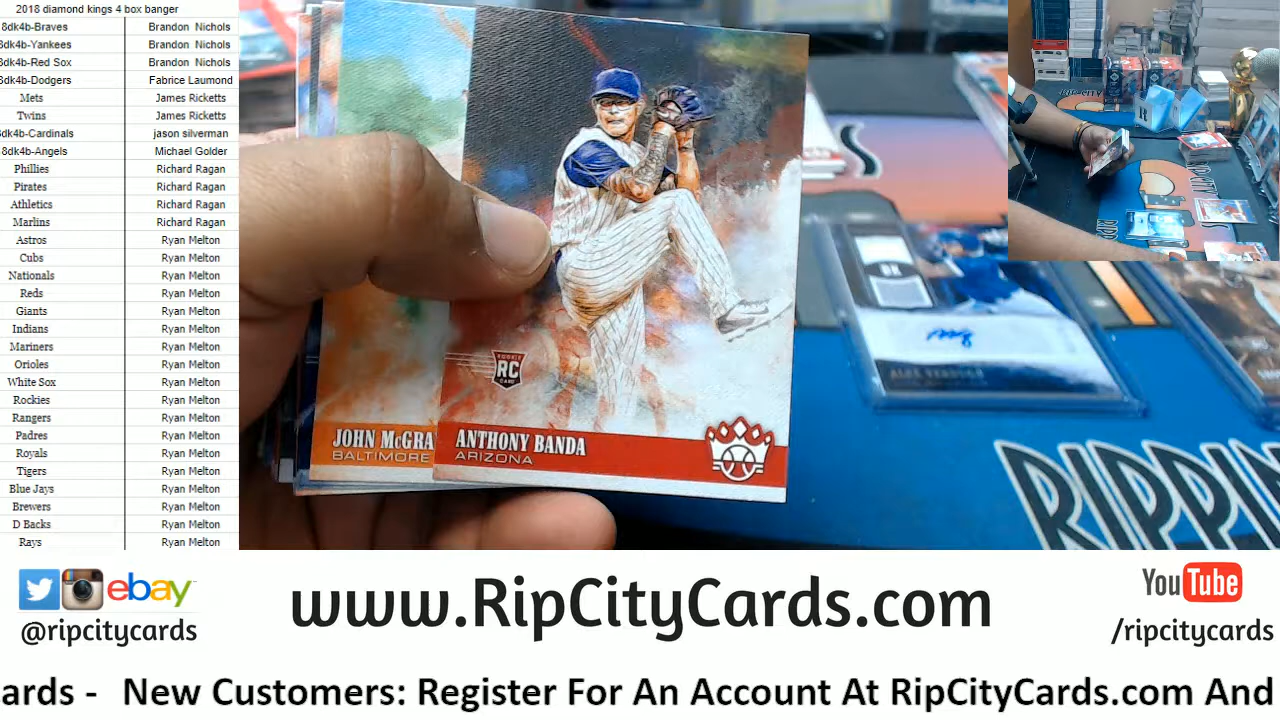 2018 diamond kings 4 box banger
8dk4b-Braves Brandon Nichols
8dk4b-Yankees Brandon Nichols
8dk4b-Red Sox Brandon Nichols
8dk4b-Dodgers Fabrice Laumond
Mets James Ricketts
Twins James Ricketts
8dk4b-Cardinals jason silverman
8dk4b-Angels Michael Golder
Phillies Richard Ragan
Pirates Richard Ragan
Athletics Richard Ragan
Marlins Richard Ragan
Astros Ryan Melton
Cubs Ryan Melton
Nationals Ryan Melton
Reds Ryan Melton
Giants Ryan Melton
Indians Ryan Melton
Mariners Ryan Melton
Orioles Ryan Melton
White Sox Ryan Melton
Rockies Ryan Melton
Rangers Ryan Melton
Padres Ryan Melton
Royals Ryan Melton
Tigers Ryan Melton
Blue Jays Ryan Melton
Brewers Ryan Melton
D Backs Ryan Melton
Rays Ryan Melton
ROOKIE
RC
CARD
JOHN McGRA
BALTIMORE
ANTHONY BANDA
ARIZONA
ALEX VERDUGO
RIPPIN
ebay
@ripcitycards
www.RipCityCards.com
YouTube
/ripcitycards
ards - New Customers: Register For An Account At RipCityCards.com And